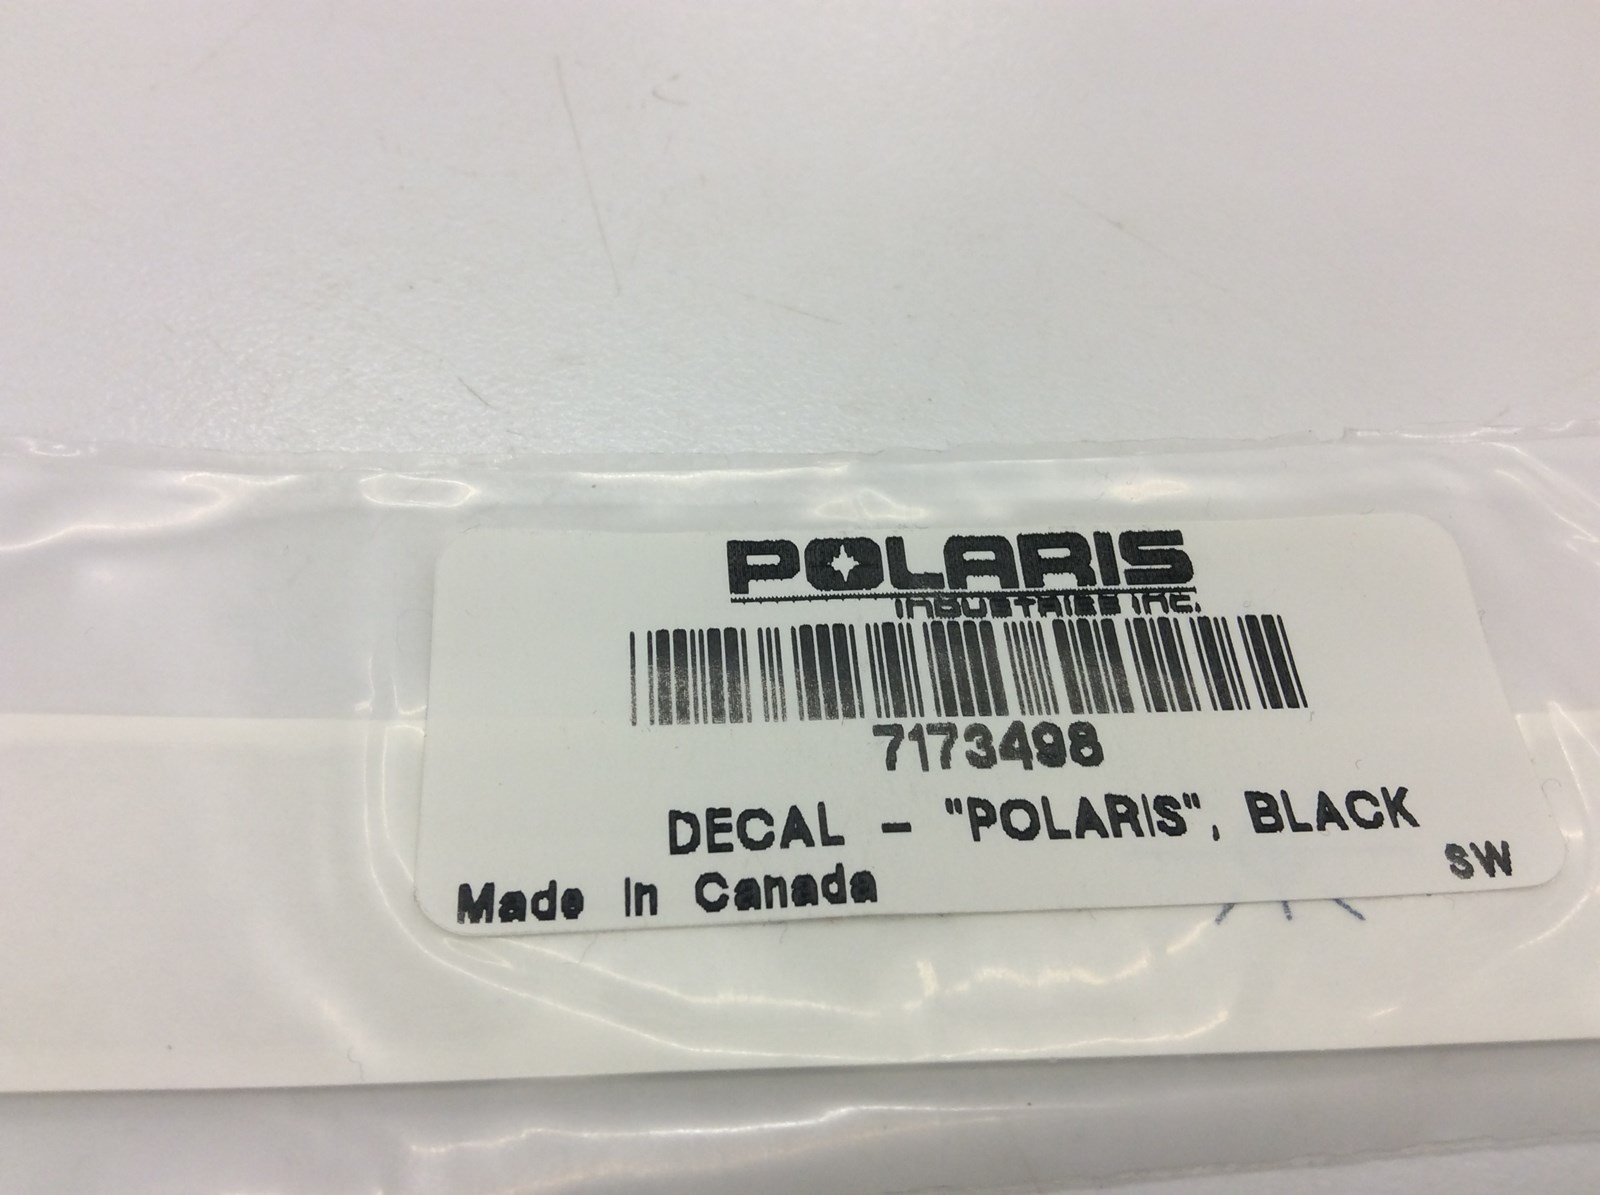 POLARIS
INDUSTRIES INC.
7173498
DECAL - "POLARIS", BLACK
SW
Made in Canada